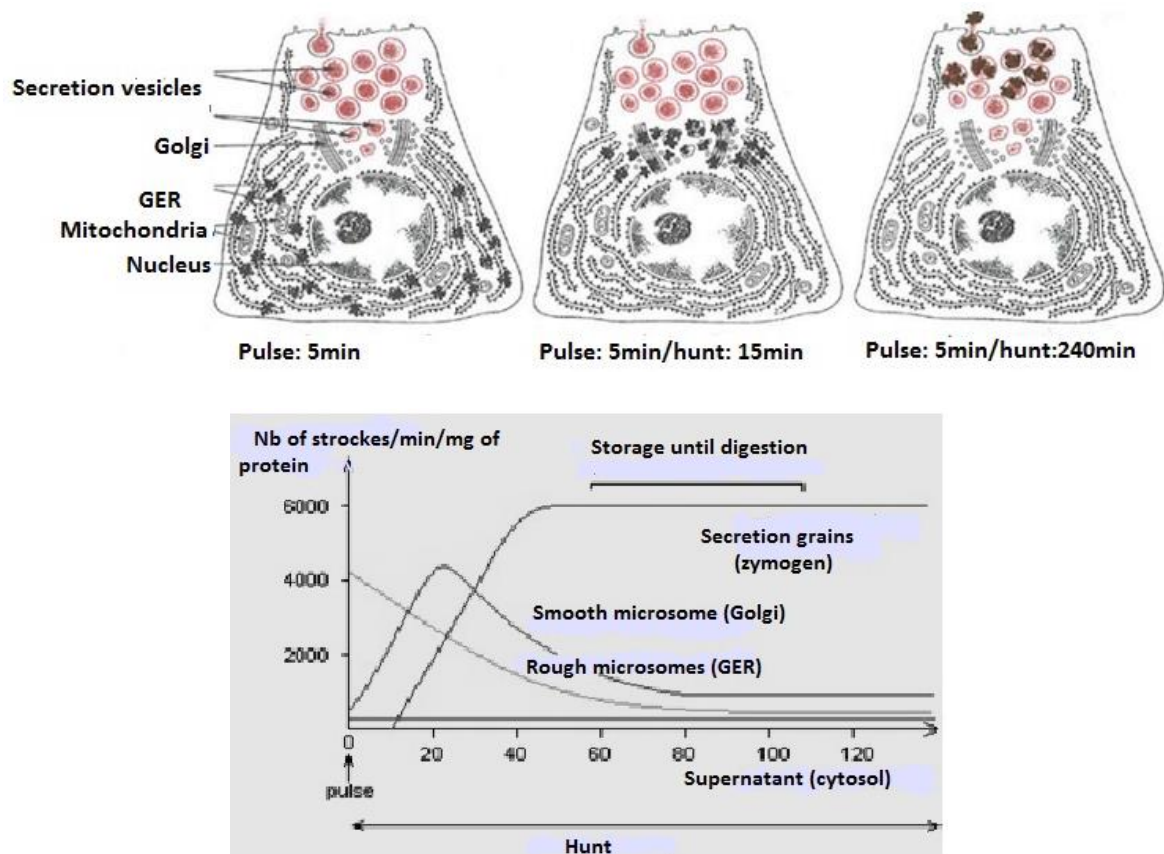 Secretion vesicles
Golgi
GER
Mitochondria
Nucleus
Pulse: 5min
Pulse: 5min/hunt: 15min
Pulse: 5min/hunt:240min
Nb of strockes/min/mg of
protein
Storage until digestion
6000
Secretion grains
(zymogen)
4000
Smooth microsome (Golgi)
Rough microsomes (GER)
2000
0
20
40
60
80
100
120
Supernatant (cytosol)
pulse
Hunt